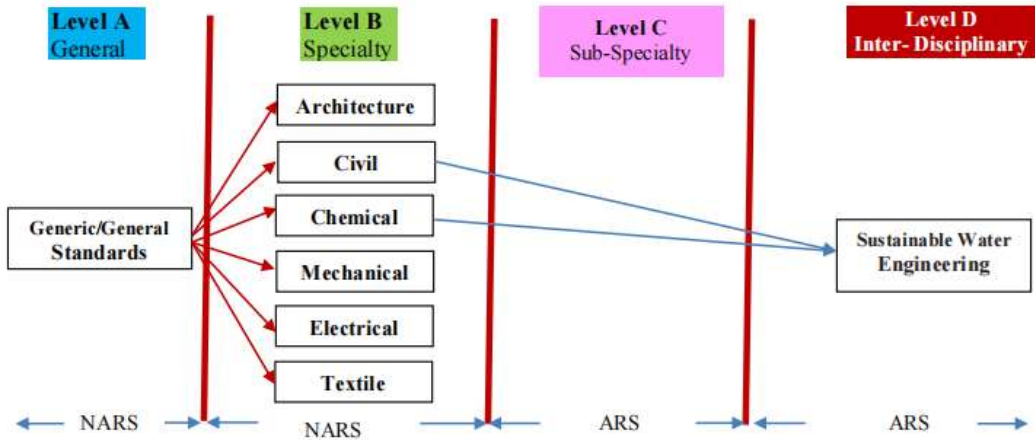 Level A
General
Level B
Specialty
Level C
Sub-Specialty
Level D
Inter- Disciplinary
Architecture
Civil
Chemical
Mechanical
Electrical
Textile
Generic/General
Standards
Sustainable Water
Engineering
NARS
NARS
ARS
ARS